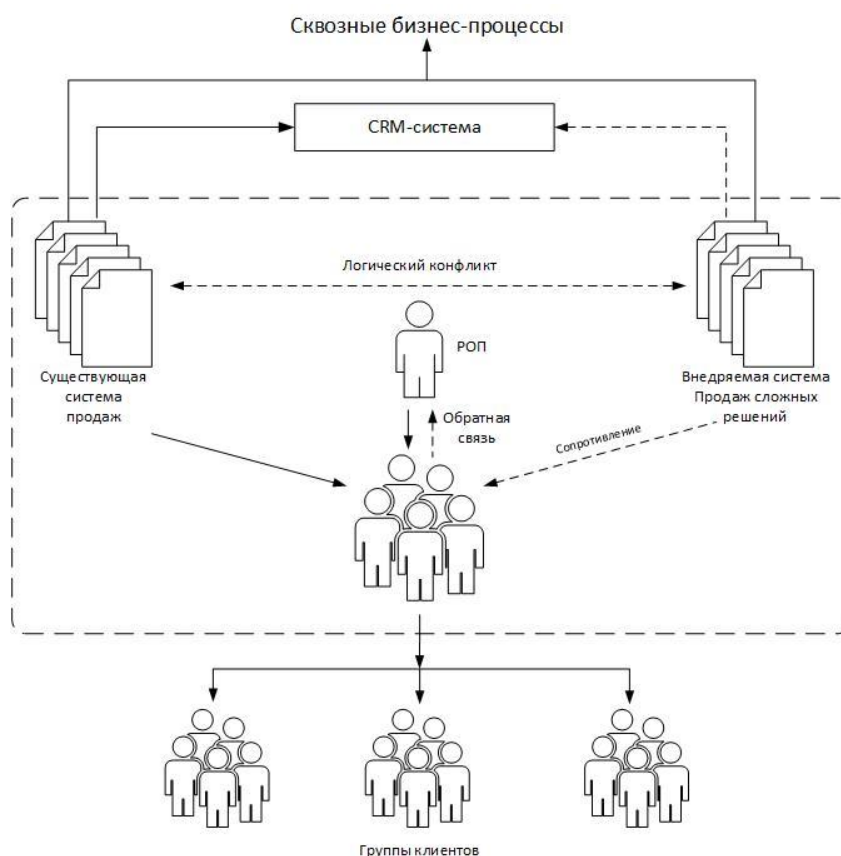 Сквозные бизнес-процессы
CRM-система
Логический конфликт
РОП
Существующая
система
продаж
Внедряемая система
Продаж сложных
решений
Обратная
связь
Сопротивление
Группы клиентов